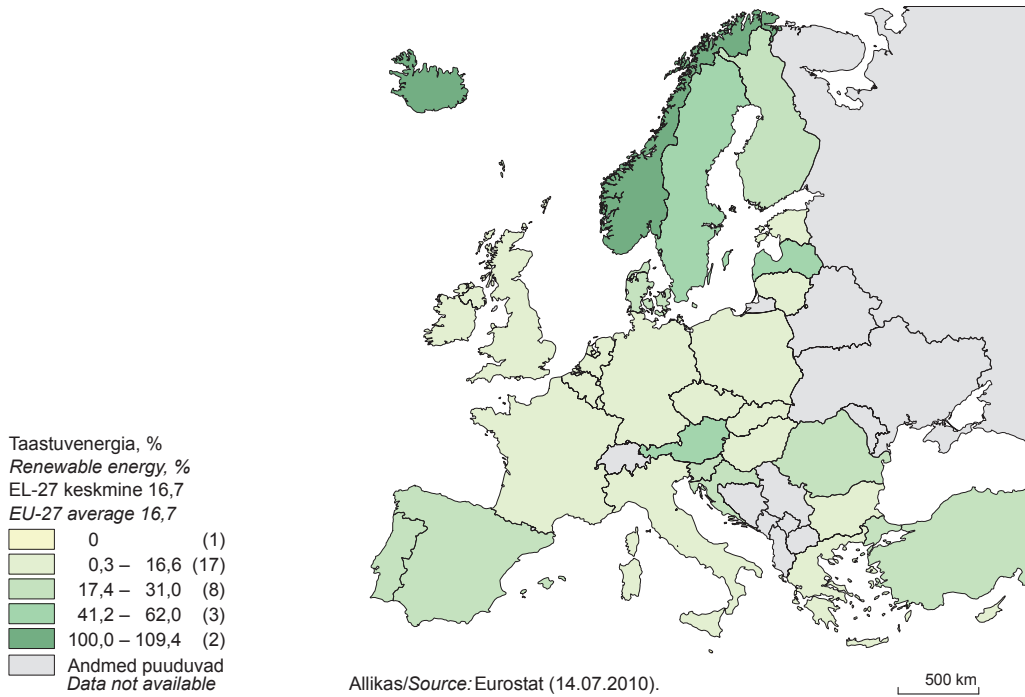 Taastuvenergia, %
Renewable energy, %
EL-27 keskmine 16,7
EU-27 average 16,7
0 (1)
0,3 – 16,6 (17)
17,4 – 31,0 (8)
41,2 – 62,0 (3)
100,0 – 109,4 (2)
Andmed puuduvad
Data not available
Allikas/Source: Eurostat (14.07.2010).
500 km